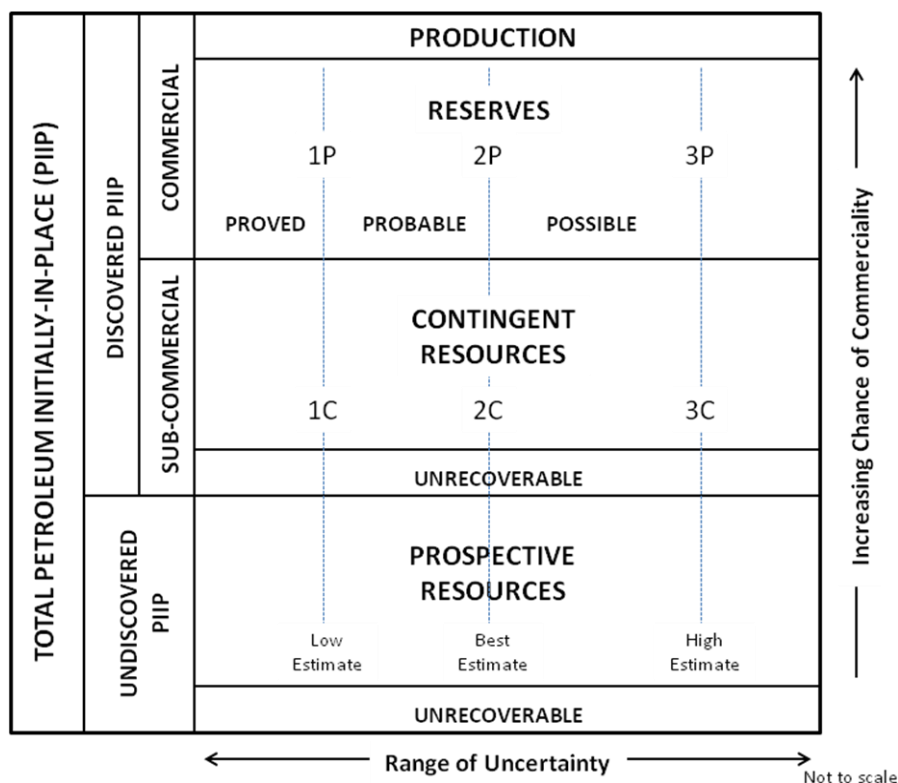 TOTAL PETROLEUM INITIALLY-IN-PLACE (PIIP)
DISCOVERED PIIP
UNDISCOVERED
PIIP
COMMERCIAL
SUB-COMMERCIAL
PRODUCTION
RESERVES
1P 2P 3P
PROVED PROBABLE POSSIBLE
CONTINGENT
RESOURCES
1C 2C 3C
UNRECOVERABLE
PROSPECTIVE
RESOURCES
Low Best High
Estimate Estimate Estimate
UNRECOVERABLE
Increasing Chance of Commerciality
Range of Uncertainty
Not to scale